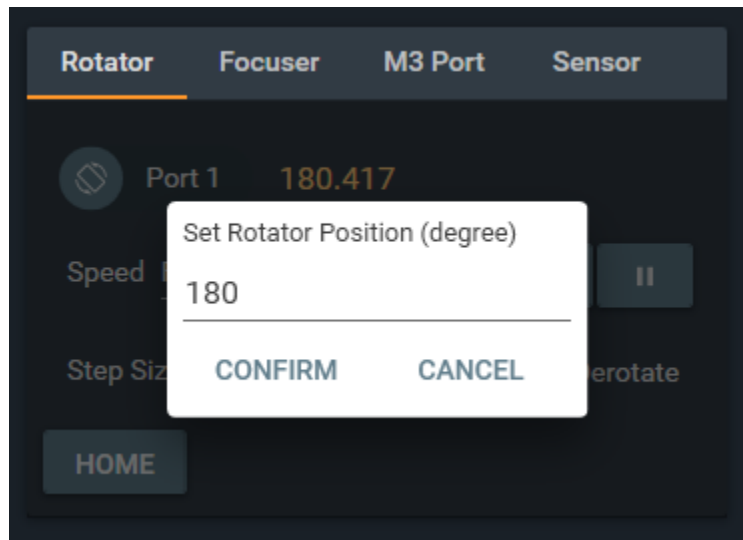 Rotator Focuser M3 Port Sensor
Port 1 180.417
Set Rotator Position (degree)
Speed
180
Step Siz
CONFIRM CANCEL
erotate
HOME